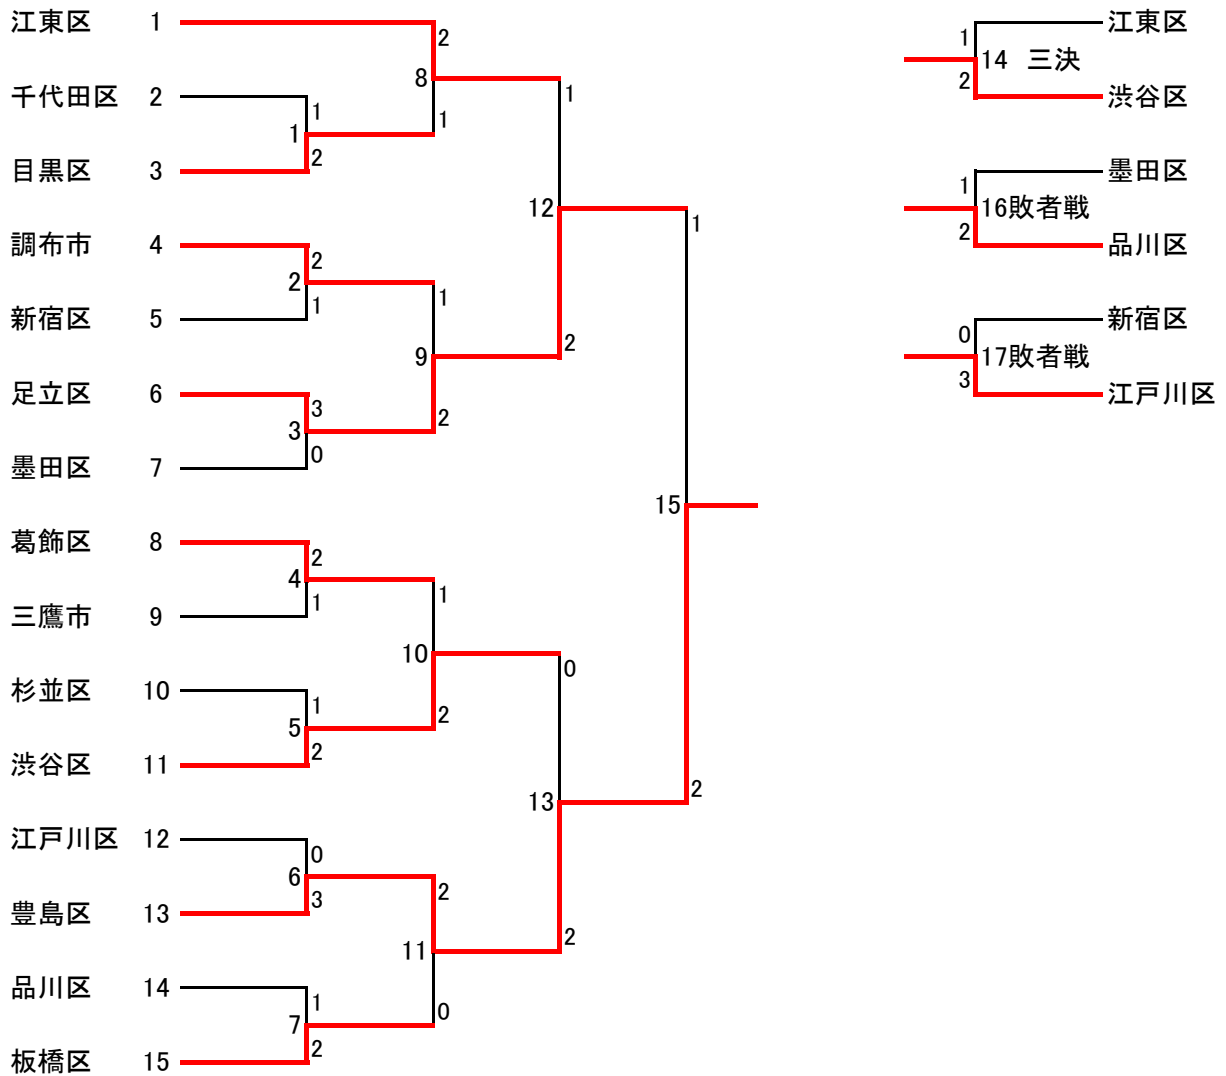 江東区 1
2
8
1
千代田区 2
1
1
2
目黒区 3
1
12
調布市 4
2
2
1
新宿区 5
1
9
2
2
足立区 6
3
3
0
墨田区 7
1
15
2
葛飾区 8
2
4
1
三鷹市 9
1
10
2
杉並区 10
1
5
2
渋谷区 11
0
13
2
江戸川区 12
0
6
3
豊島区 13
2
11
0
品川区 14
1
7
2
板橋区 15
江東区
1
14 三決
2
渋谷区
墨田区
1
16敗者戦
2
品川区
新宿区
0
17敗者戦
3
江戸川区